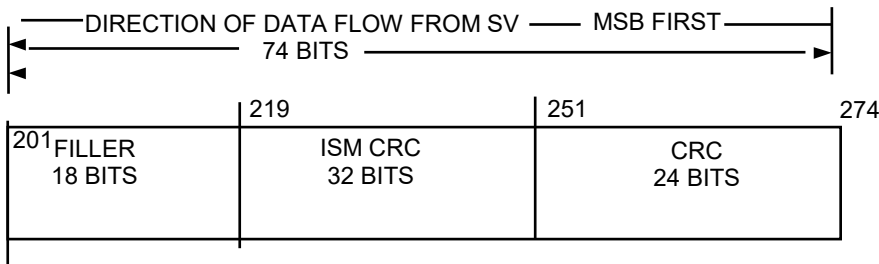 DIRECTION OF DATA FLOW FROM SV MSB FIRST
74 BITS
219 251 274
201 FILLER ISM CRC CRC
18 BITS 32 BITS 24 BITS